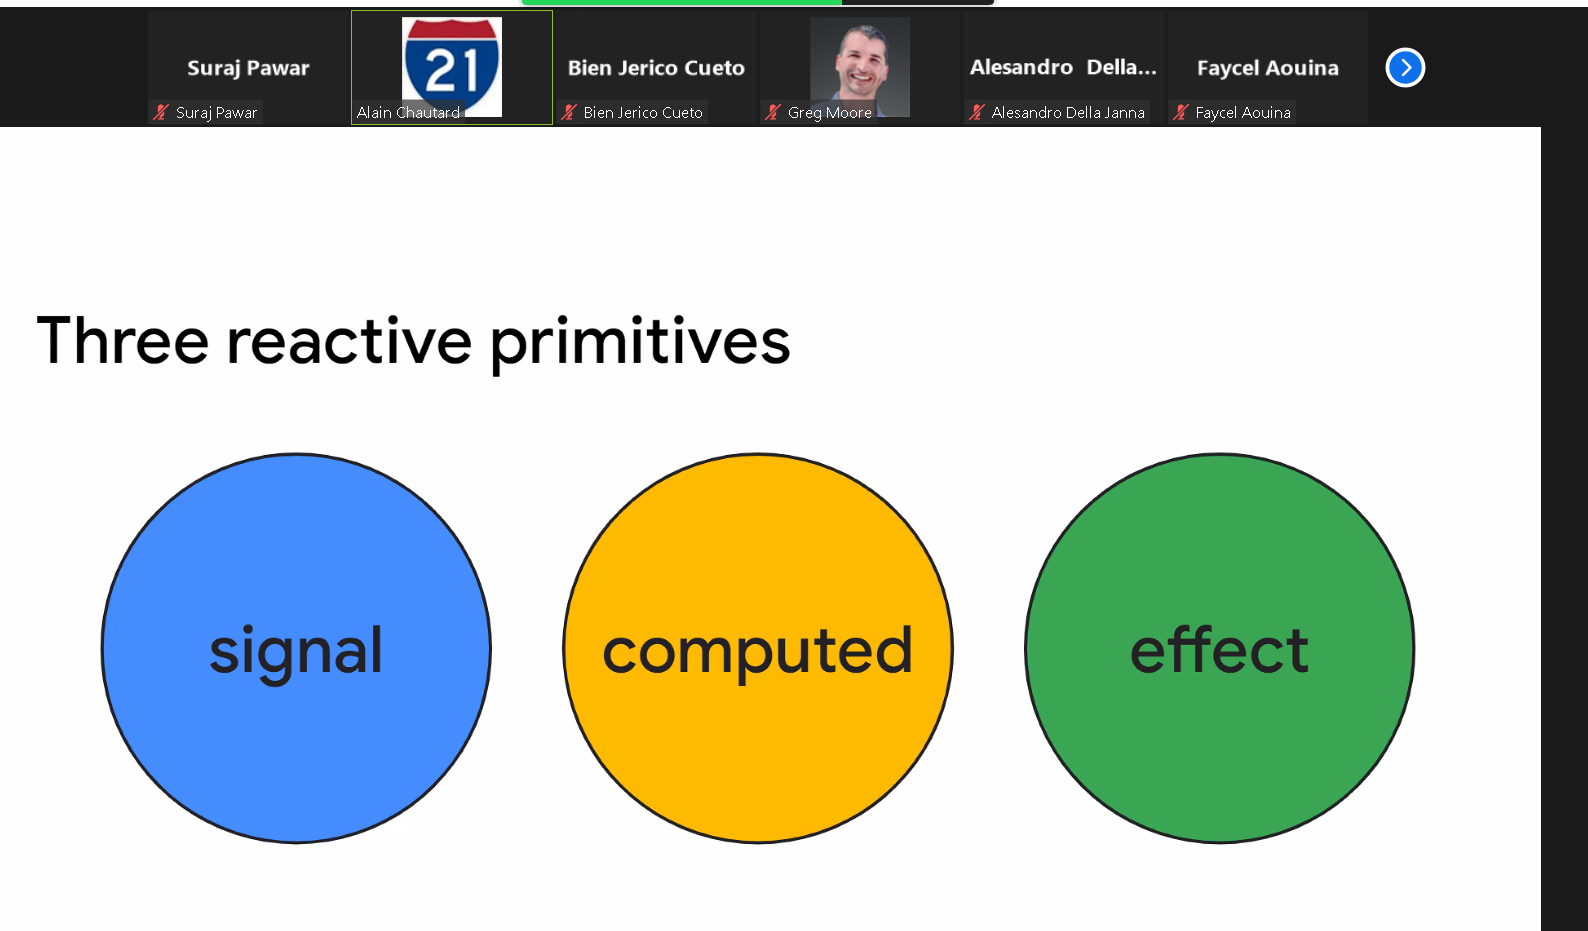 Suraj Pawar
21
Bien Jerico Cueto
Alesandro Della...
Faycel Aouina
Suraj Pawar
Alain Chautard
Bien Jerico Cueto
Greg Moore
Alesandro Della Janna
Faycel Aouina
Three reactive primitives
signal
computed
effect